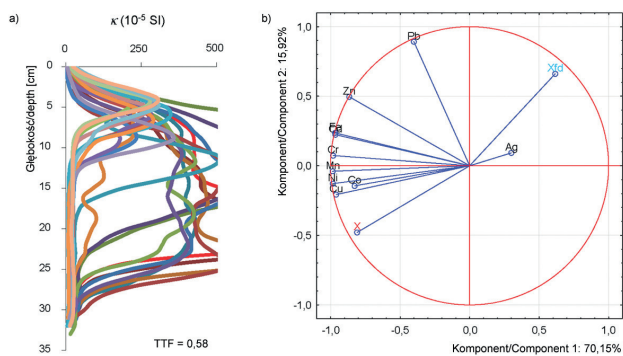 a)
κ (10⁻⁵ SI)
0 250 500
Głębokość/depth [cm]
0
5
10
15
20
25
30
35
TTF = 0,58
b)
Komponent/Component 2: 15,92%
1,0
0,5
0,0
-0,5
-1,0
Pb
Xfd
Zn
Cd
Ag
Cr
Mn
Ni
Co
Cu
X
-1,0 -0,5 0,0 0,5 1,0
Komponent/Component 1: 70,15%